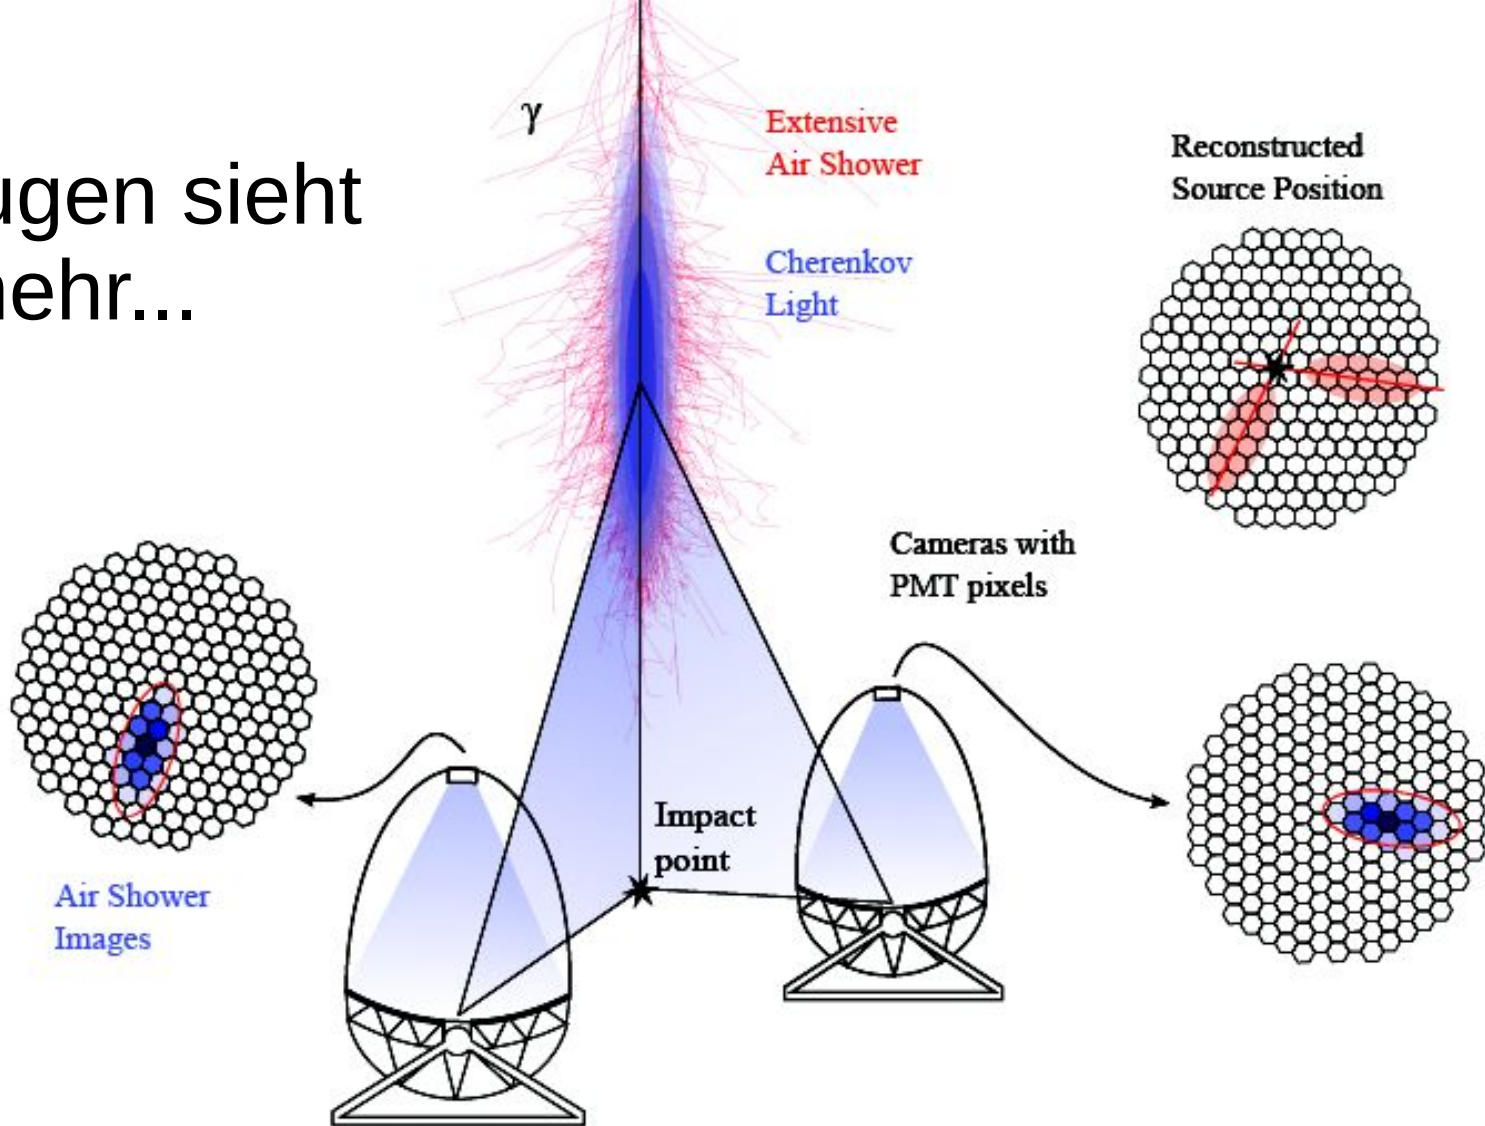 ugen sieht
ehr...
γ
Extensive
Air Shower
Cherenkov
Light
Reconstructed
Source Position
Cameras with
PMT pixels
Impact
point
Air Shower
Images